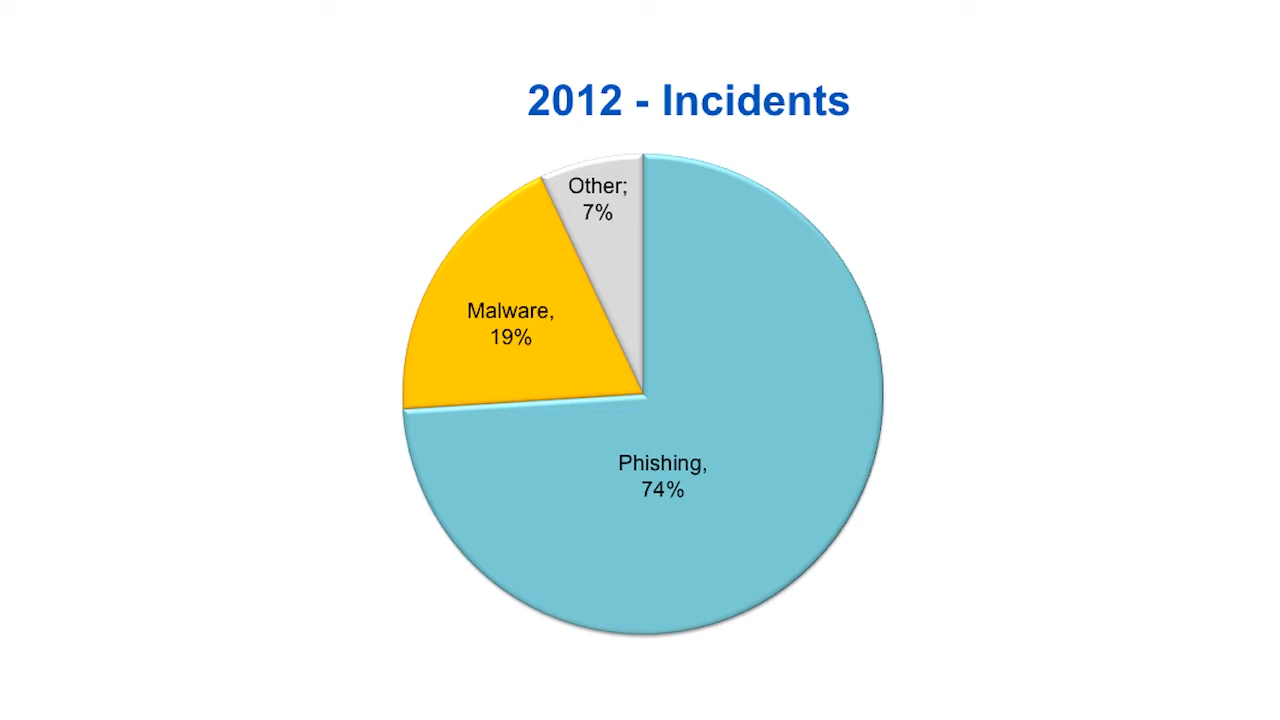 2012 - Incidents
Other;
7%
Malware,
19%
Phishing,
74%